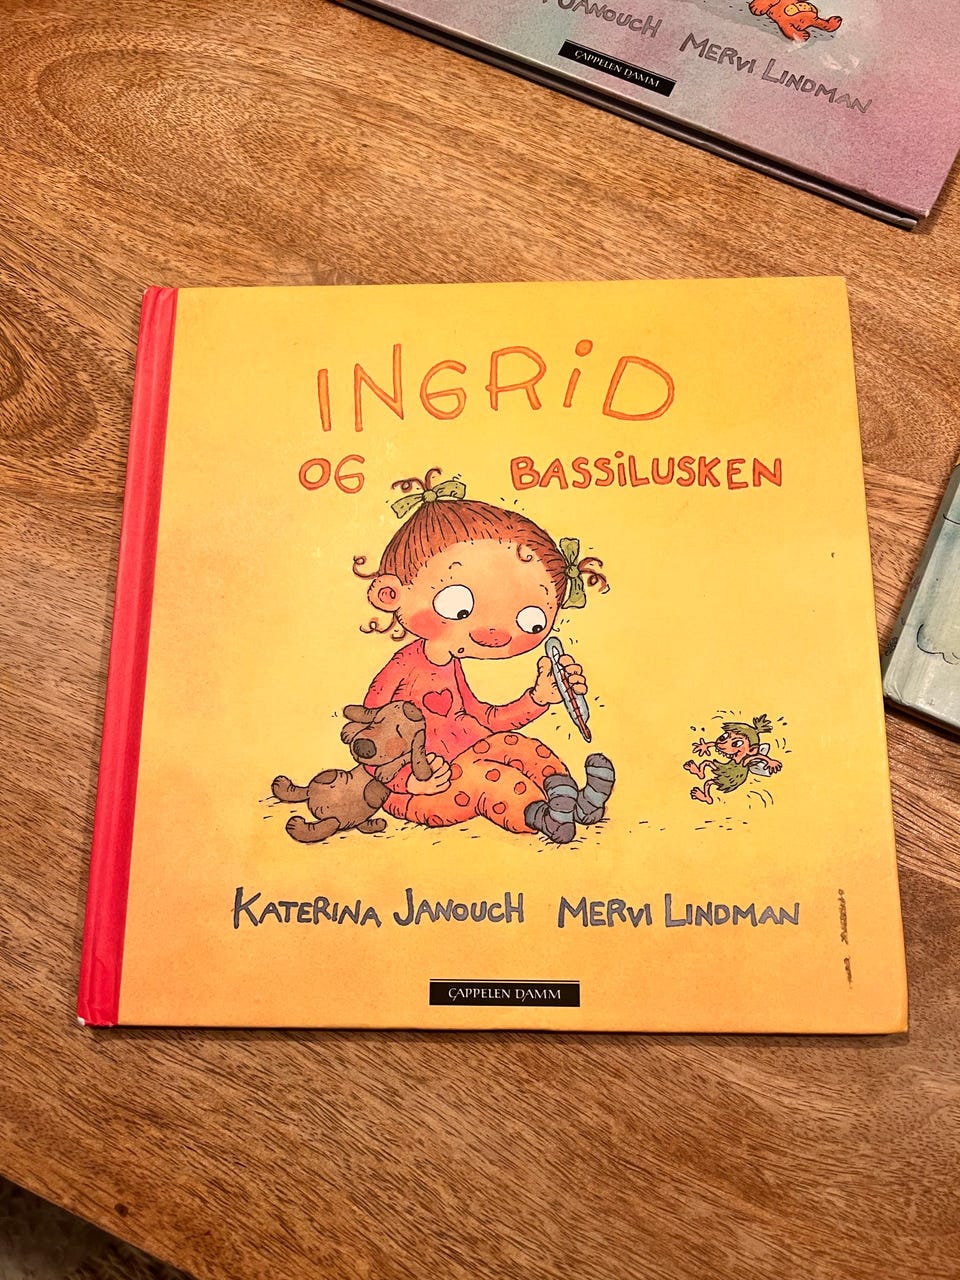 JANOUCH MERVI LINDMAN
CAPPELEN DAMM
INGRID
OG BASSILUSKEN
KATERINA JANOUCH MERVI LINDMAN
CAPPELEN DAMM